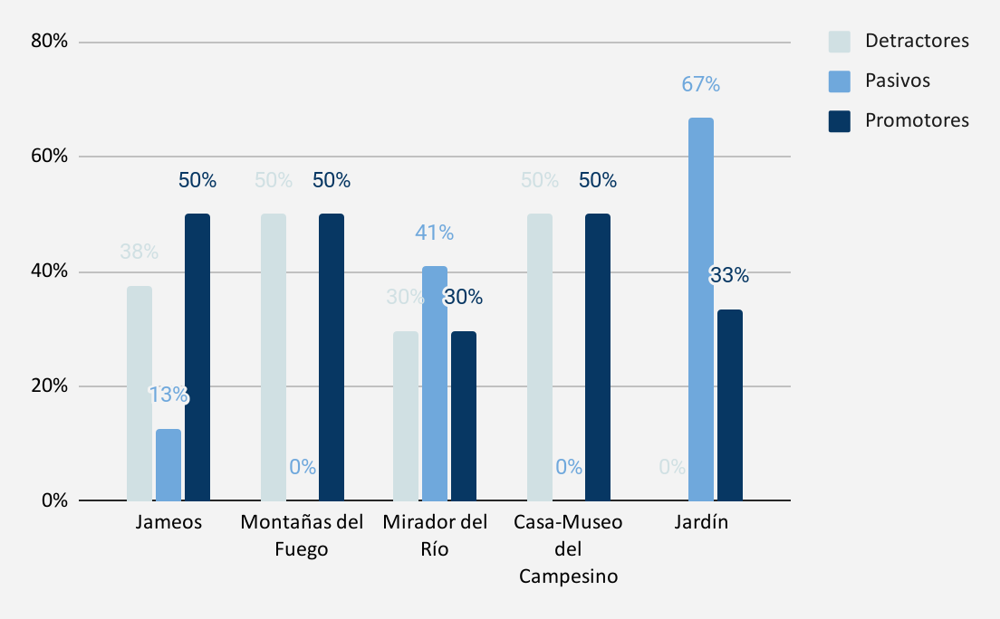 80%
60%
40%
20%
0%
38%
13%
50%
50%
0%
50%
30%
41%
30%
50%
0%
50%
0%
67%
33%
Jameos
Montañas del
Fuego
Mirador del
Río
Casa-Museo
del
Campesino
Jardín
Detractores
Pasivos
Promotores